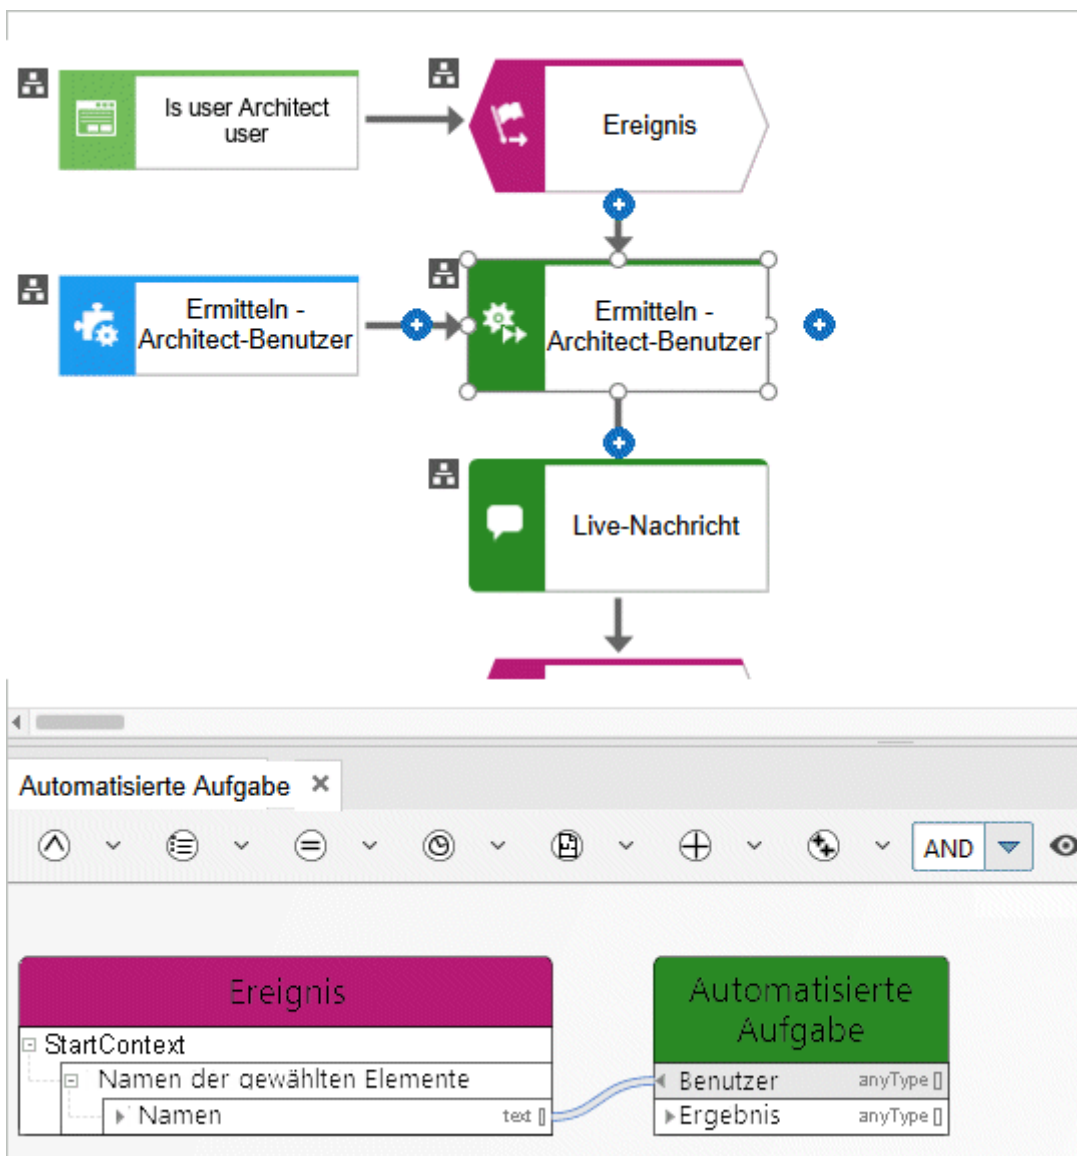 Is user Architect
user
Ereignis
Ermitteln -
Architect-Benutzer
Ermitteln -
Architect-Benutzer
Live-Nachricht
Automatisierte Aufgabe
AND
Ereignis
StartContext
Namen der gewählten Elemente
Namen text []
Automatisierte
Aufgabe
Benutzer anyType []
Ergebnis anyType []